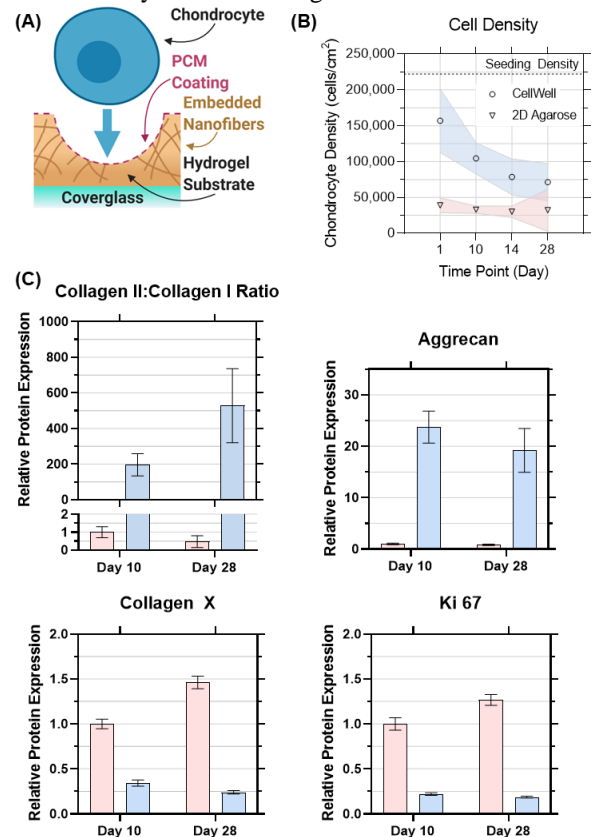 (A)
Chondrocyte
PCM
Coating
Embedded
Nanofibers
Hydrogel
Substrate
Coverglass
(B)
Cell Density
Chondrocyte Density (cells/cm²)
250,000
200,000
150,000
100,000
50,000
0
Seeding Density
CellWell
2D Agarose
1
10
14
28
Time Point (Day)
(C)
Collagen II:Collagen I Ratio
Relative Protein Expression
1000
800
600
400
200
0
2
1
0
Day 10
Day 28
Aggrecan
Relative Protein Expression
30
20
10
0
Day 10
Day 28
Collagen X
Relative Protein Expression
2.0
1.5
1.0
0.5
0.0
Day 10
Day 28
Ki 67
Relative Protein Expression
2.0
1.5
1.0
0.5
0.0
Day 10
Day 28